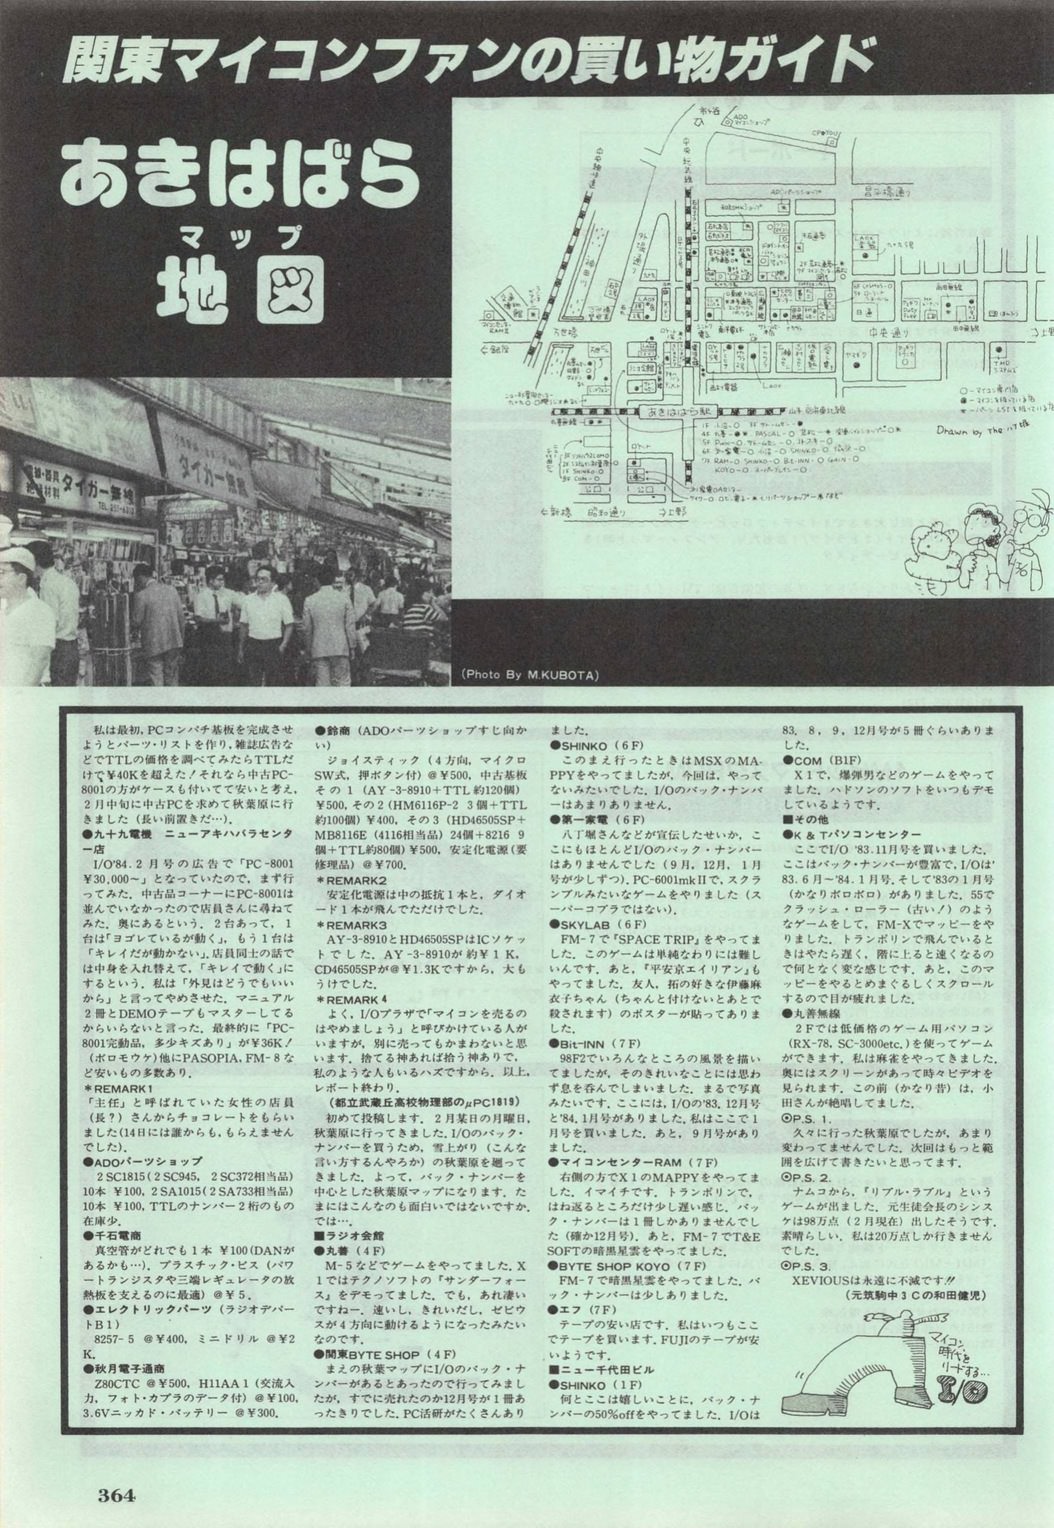 関東マイコンファンの買い物ガイド
あきはばら
マップ
地図
昌平橋通り
中央通り
あきはばら駅
昭和通り
Drawn by The ハT坂
タイガー無線
タイガー無線
TEL.251-6313
(Photo By M.KUBOTA)
私は最初，PCコンパチ基板を完成させ
ようとパーツ・リストを作り，雑誌広告な
どでTTLの価格を調べてみたらTTLだ
けで¥40Kを超えた！それなら中古PC-
8001の方がケースも付いてて安いと考え，
2月中旬に中古PCを求めて秋葉原に行
きました（長い前置きだ…)．
●九十九電機　ニューアキハバラセンタ
ー店
I/O'84.2月号の広告で「PC-8001
¥30,000〜」となっていたので，まず行
ってみた．中古品コーナーにPC-8001は
並んでいなかったので店員さんに尋ねて
みた．奥にあるという．2台あって，1
台は「ヨゴレているが動く」，もう1台は
「キレイだが動かない」．店員同士の話で
は中身を入れ替えて，「キレイで動く」に
するという．私は「外見はどうでもいい
から」と言ってやめさせた．マニュアル
2冊とDEMOテープもマスターしてる
からいらないと言った．最終的に「PC-
8001完動品，多少キズあり」が¥36K！
（ボロモウケ）他にPASOPIA，FM-8な
ど安いもの多数あり．
＊REMARK1
「主任」と呼ばれていた女性の店員
（長？）さんからチョコレートをもらい
ました(14日には誰からも，もらえません
でした)．
●ADOパーツショップ
2SC1815(2SC945，2SC372相当品)
10本 ¥100，2SA1015(2SA733相当品)
10本 ¥100，TTLのナンバー2桁のもの
在庫少．
●千石電商
真空管がどれでも1本 ¥100(DANが
あるかも…)．プラスチック・ビス（パワ
ートランジスタや三端レギュレータの放
熱板を支えるのに最適）@¥5．
●エレクトリックパーツ（ラジオデパー
トB1）
8257-5 @¥400，ミニドリル @¥2
K．
●秋月電子通商
Z80CTC @¥500，H11AA1（交流入
力，フォト・カプラのデータ付）@¥100，
3.6Vニッカド・バッテリー @¥300．
●鈴商（ADOパーツショップすじ向か
い）
ジョイスティック（4方向，マイクロ
SW式，押ボタン付）@¥500，中古基板
その1（AY-3-8910＋TTL約120個）
¥500，その2（HM6116P-2 3個＋TTL
約100個）¥400，その3（HD46505SP＋
MB8116E（4116相当品）24個＋8216 9
個＋TTL約80個）¥500，安定化電源（要
修理品）@¥700．
＊REMARK2
安定化電源は中の抵抗1本と，ダイオ
ード1本が飛んでただけでした．
＊REMARK3
AY-3-8910とHD46505SPはICソケッ
トでした．AY-3-8910が約¥1K，
CD46505SPが@¥1.3Kですから，大も
うけでした．
＊REMARK4
よく，I/Oプラザで「マイコンを売るの
はやめましょう」と呼びかけている人が
いますが，別に売ってもかまわないと思
います．捨てる神あれば拾う神ありで，
私のような人もいるハズですから．以上，
レポート終わり．
（都立武蔵丘高校物理部のμPC1819）
初めて投稿します．2月某日の月曜日，
秋葉原に行ってきました．I/Oのバック・
ナンバーを買うため，雪上がり（こんな
言い方するんやろか）の秋葉原を廻って
きました．よって，バック・ナンバーを
中心とした秋葉原マップになります．た
まにはこんなのも面白いではないですか．
では…．
■ラジオ会館
●丸善（4F）
M-5などでゲームをやってました．X
1ではテクノソフトの『サンダーフォー
ス』をデモってました．でも，あれ凄い
ですねー．速いし，きれいだし，ゼビウ
スが4方向に動けるようになったみたい
なのです．
●関東BYTE SHOP（4F）
まえの秋葉マップにI/Oのバック・ナ
ンバーがあるとあったので行ってみまし
たが，すでに売れたのか12月号が1冊あ
ったきりでした．PC活研がたくさんあり
ました．
●SHINKO（6F）
このまえ行ったときはMSXのMA-
PPYをやってましたが，今回は，やって
ないみたいでした．I/Oのバック・ナンバ
ーはあまりありません．
●第一家電（6F）
八丁堀さんなどが宣伝したせいか，こ
こにもほとんどI/Oのバック・ナンバー
はありませんでした（9月，12月，1月
号が少しずつ)．PC-6001mkIIで，スクラ
ンブルみたいなゲームをやりました（ス
ーパーコブラではない)．
●SKYLAB（6F）
FM-7で『SPACE TRIP』をやってま
した．このゲームは単純なわりには難し
いんです．あと，『平安京エイリアン』も
やってました．友人，拓の好きな伊藤麻
衣子ちゃん（ちゃんと付けないとあとで
殺されます）のポスターが貼ってありま
した．
●Bit-INN（7F）
98F2でいろんなところの風景を描い
てましたが，そのきれいなことには思わ
ず息を呑んでしまいました．まるで写真
みたいです．ここには，I/Oの'83.12月号
と'84.1月号がありました．私はここで1
月号を買いました．あと，9月号があり
ました．
●マイコンセンターRAM（7F）
右側の方でX1のMAPPYをやってま
した．イマイチです．トランポリンで，
はね返るところだけ少し遅い感じ．バッ
ク・ナンバーは1冊しかありませんでし
た（確か12月号)．あと，FM-7でT&E
SOFTの暗黒星雲をやってました．
●BYTE SHOP KOYO（7F）
FM-7で暗黒星雲をやってました．バ
ック・ナンバーは少しありました．
●エフ（7F）
テープの安い店です．私はいつもここ
でテープを買います．FUJIのテープが安
いようです．
■ニュー千代田ビル
●SHINKO（1F）
何とここは嬉しいことに，バック・ナ
ンバーの50%offをやってました．I/Oは
83，8，9，12月号が5冊ぐらいありま
した．
●COM（B1F）
X1で，爆弾男などのゲームをやって
ました．ハドソンのソフトをいつもデモ
しているようです．
■その他
●K＆Tパソコンセンター
ここでI/O '83.11月号を買いました．
ここはバック・ナンバーが豊富で，I/Oは'
83.6月〜'84.1月号．そして'83の1月号
（かなりボロボロ）がありました．55で
クラッシュ・ローラー（古い！）のよう
なゲームをして，FM-Xでマッピーをや
りました．トランポリンで飛んでいると
きはやたら遅く，階に上ると速くなるの
で何となく変な感じです．あと，このマ
ッピーをやるとめまぐるしくスクロール
するので目が疲れました．
●丸善無線
2Fでは低価格のゲーム用パソコン
（RX-78，SC-3000etc.）を使ってゲーム
ができます．私は麻雀をやってきました．
奥にはスクリーンがあって時々ビデオを
見られます．この前（かなり昔）は，小
田さんが絶唱してました．
⊙P.S.1.
久々に行った秋葉原でしたが，あまり
変わってませんでした．次回はもっと範
囲を広げて書きたいと思ってます．
⊙P.S.2.
ナムコから，『リブル・ラブル』という
ゲームが出ました．元生徒会長のシンス
ケは98万点（2月現在）出したそうです．
素晴らしい．私は20万点しか行きません
でした．
⊙P.S.3.
XEVIOUSは永遠に不滅です!!
（元筑駒中3Cの和田健児）
マイコン
時代を
リードする…
I/O
364